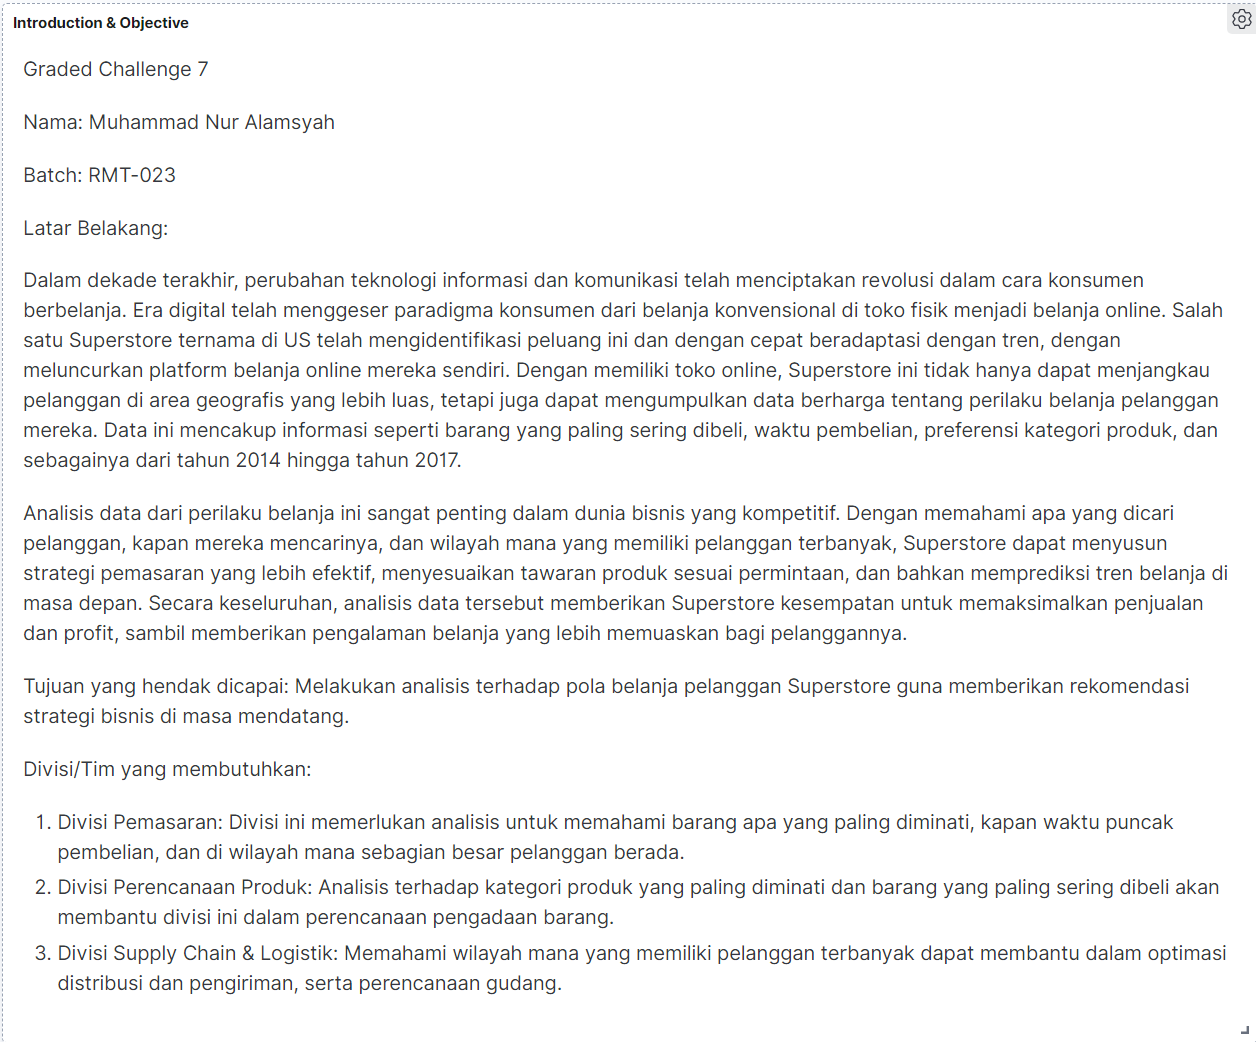 Introduction & Objective
Graded Challenge 7
Nama: Muhammad Nur Alamsyah
Batch: RMT-023
Latar Belakang:
Dalam dekade terakhir, perubahan teknologi informasi dan komunikasi telah menciptakan revolusi dalam cara konsumen
berbelanja. Era digital telah menggeser paradigma konsumen dari belanja konvensional di toko fisik menjadi belanja online. Salah
satu Superstore ternama di US telah mengidentifikasi peluang ini dan dengan cepat beradaptasi dengan tren, dengan
meluncurkan platform belanja online mereka sendiri. Dengan memiliki toko online, Superstore ini tidak hanya dapat menjangkau
pelanggan di area geografis yang lebih luas, tetapi juga dapat mengumpulkan data berharga tentang perilaku belanja pelanggan
mereka. Data ini mencakup informasi seperti barang yang paling sering dibeli, waktu pembelian, preferensi kategori produk, dan
sebagainya dari tahun 2014 hingga tahun 2017.
Analisis data dari perilaku belanja ini sangat penting dalam dunia bisnis yang kompetitif. Dengan memahami apa yang dicari
pelanggan, kapan mereka mencarinya, dan wilayah mana yang memiliki pelanggan terbanyak, Superstore dapat menyusun
strategi pemasaran yang lebih efektif, menyesuaikan tawaran produk sesuai permintaan, dan bahkan memprediksi tren belanja di
masa depan. Secara keseluruhan, analisis data tersebut memberikan Superstore kesempatan untuk memaksimalkan penjualan
dan profit, sambil memberikan pengalaman belanja yang lebih memuaskan bagi pelanggannya.
Tujuan yang hendak dicapai: Melakukan analisis terhadap pola belanja pelanggan Superstore guna memberikan rekomendasi
strategi bisnis di masa mendatang.
Divisi/Tim yang membutuhkan:
1. Divisi Pemasaran: Divisi ini memerlukan analisis untuk memahami barang apa yang paling diminati, kapan waktu puncak
pembelian, dan di wilayah mana sebagian besar pelanggan berada.
2. Divisi Perencanaan Produk: Analisis terhadap kategori produk yang paling diminati dan barang yang paling sering dibeli akan
membantu divisi ini dalam perencanaan pengadaan barang.
3. Divisi Supply Chain & Logistik: Memahami wilayah mana yang memiliki pelanggan terbanyak dapat membantu dalam optimasi
distribusi dan pengiriman, serta perencanaan gudang.